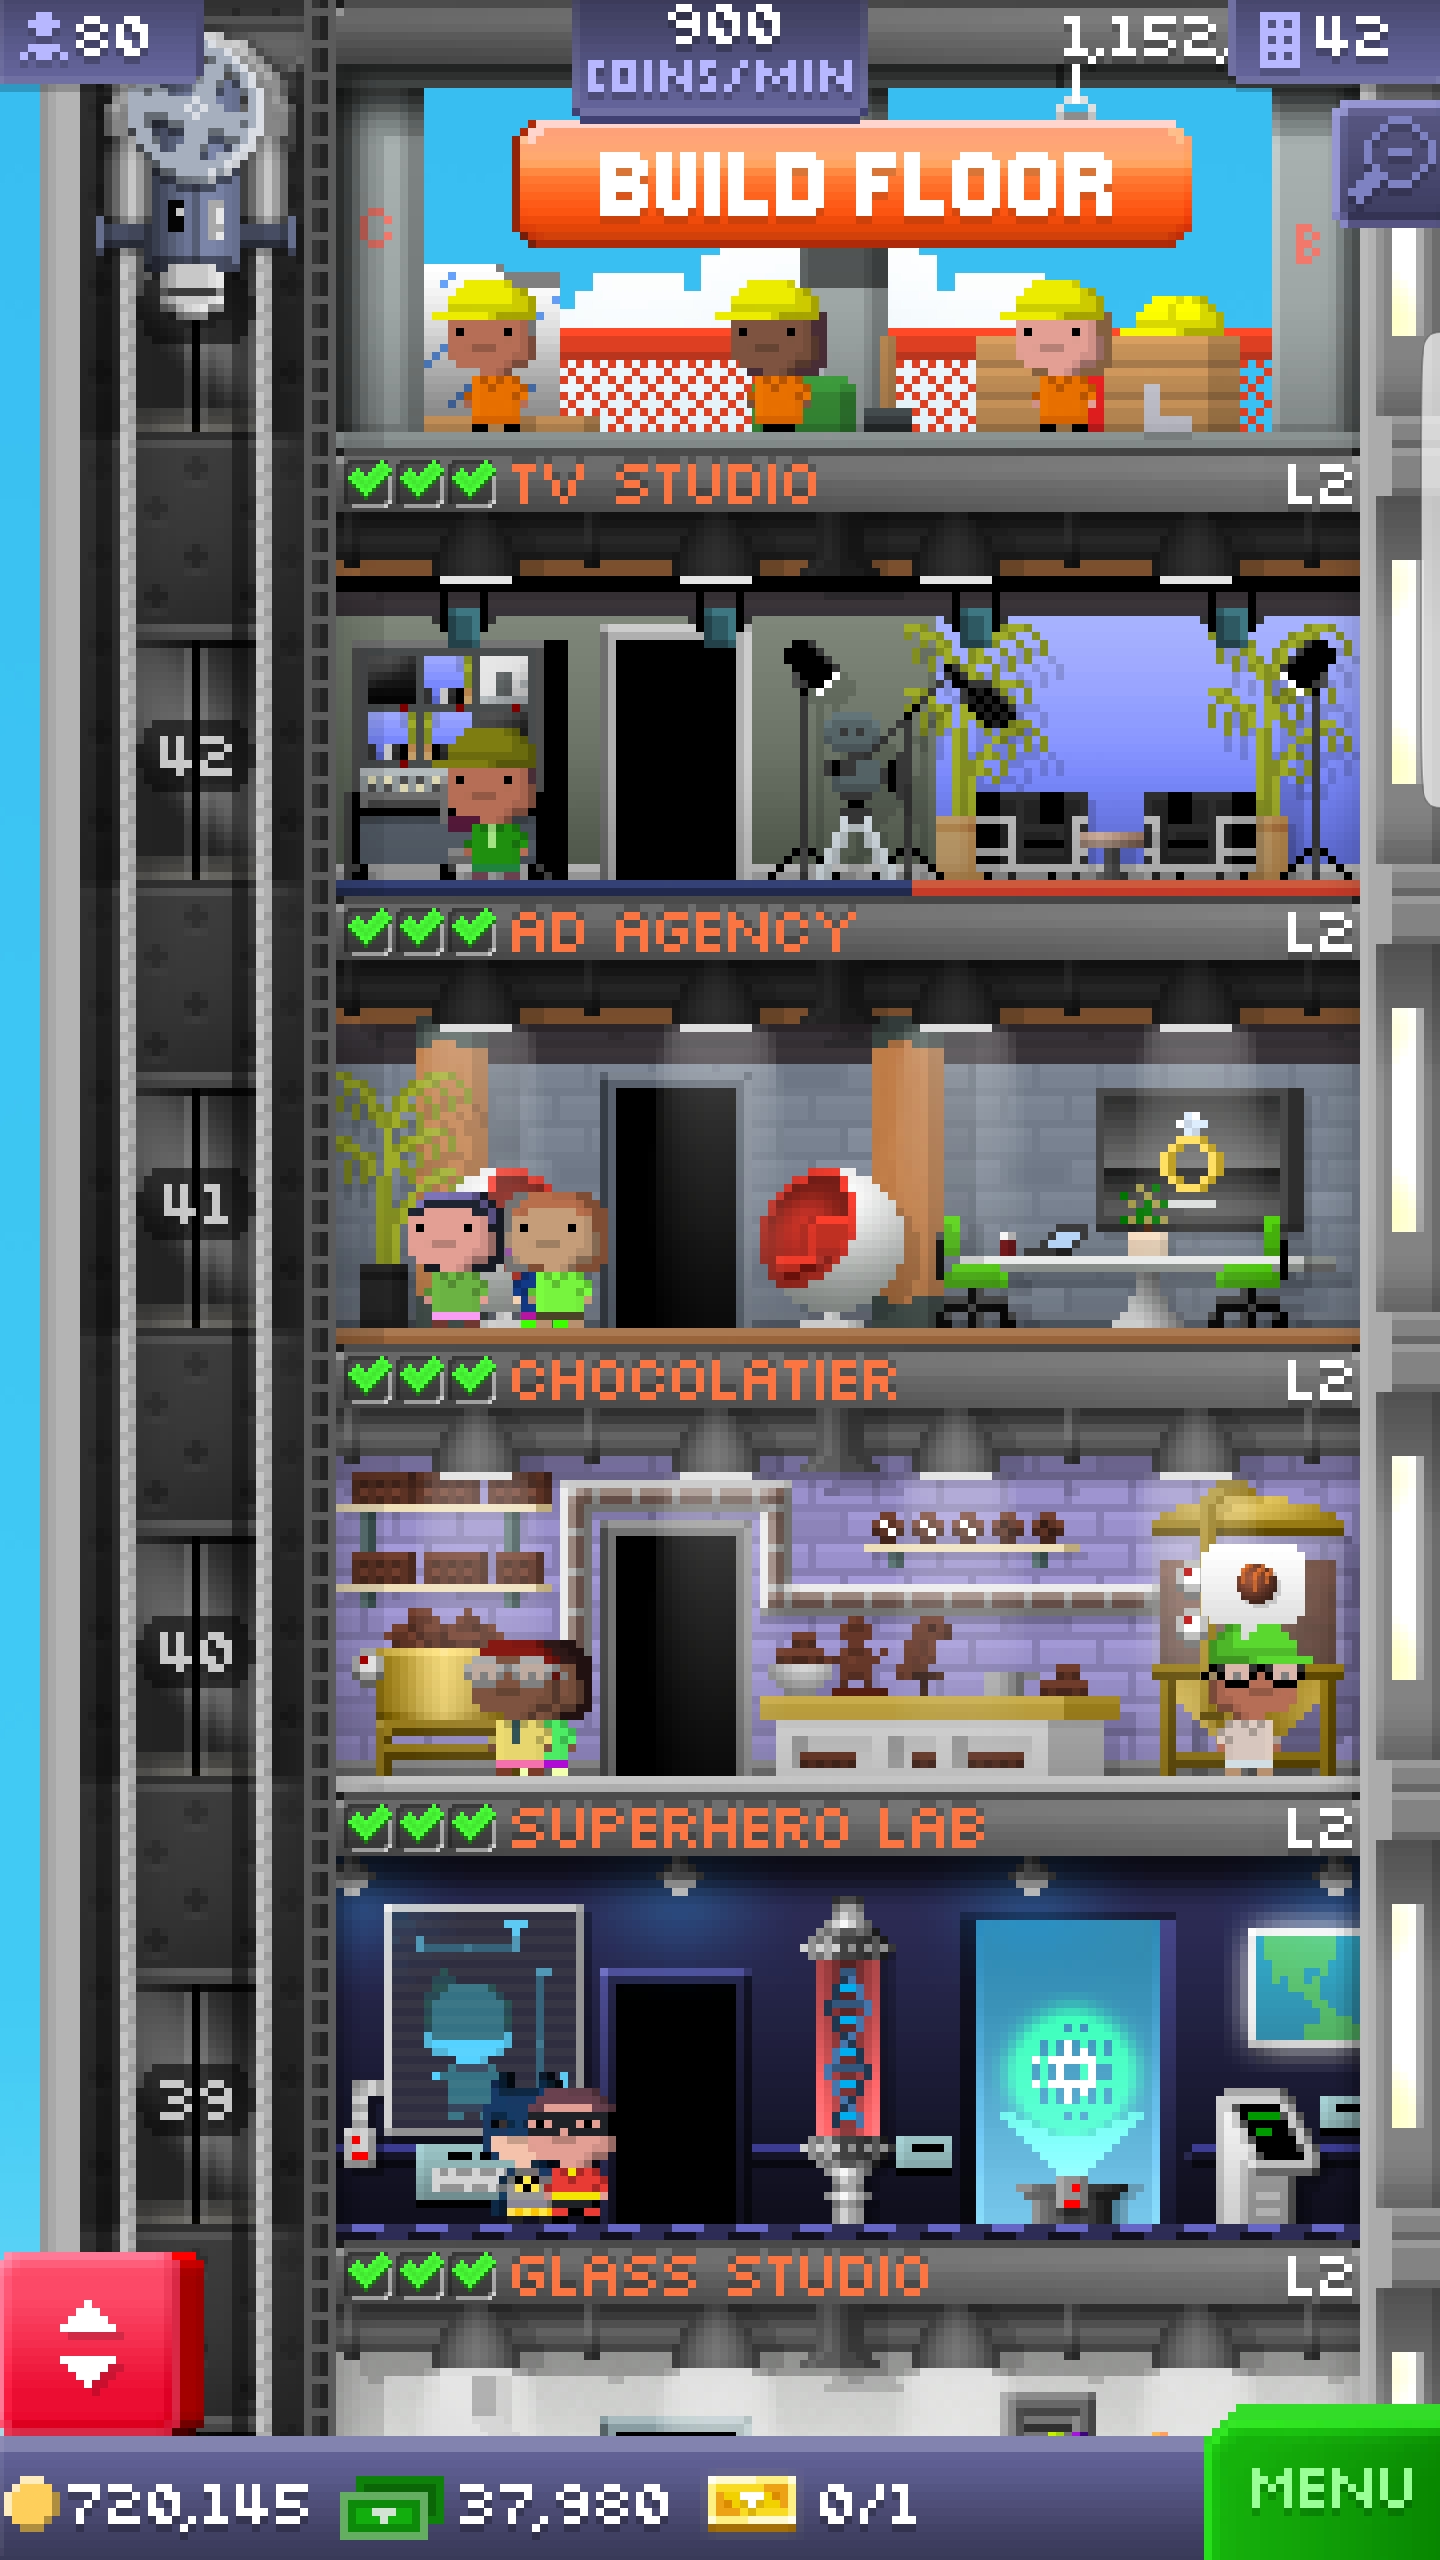 80
900
COINS/MIN
1,152,
42
BUILD FLOOR
C
B
TV STUDIO L2
42
AD AGENCY L2
41
CHOCOLATIER L2
40
SUPERHERO LAB L2
39
GLASS STUDIO L2
720,145 37,980 0/1
MENU